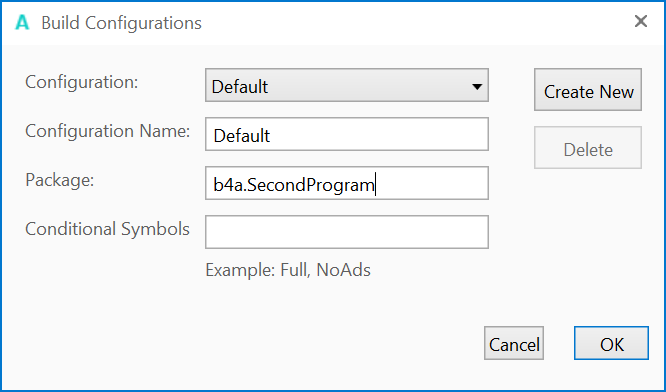 A Build Configurations
Configuration: Default Create New
Configuration Name: Default
Delete
Package: b4a.SecondProgram
Conditional Symbols
Example: Full, NoAds
Cancel OK